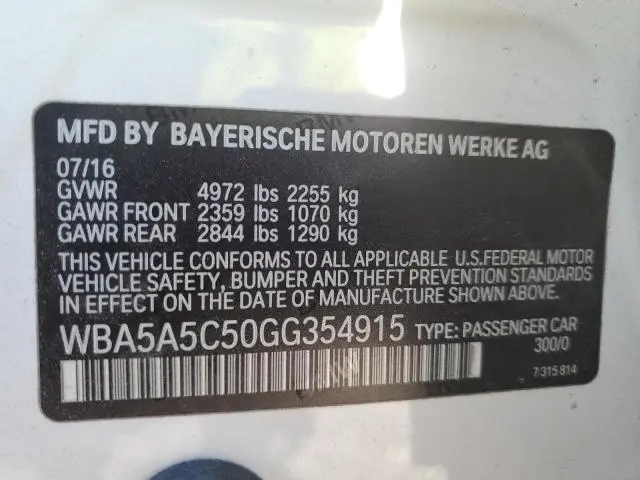 MFD BY BAYERISCHE MOTOREN WERKE AG
07/16
GVWR 4972 lbs 2255 kg
GAWR FRONT 2359 lbs 1070 kg
GAWR REAR 2844 lbs 1290 kg
THIS VEHICLE CONFORMS TO ALL APPLICABLE U.S.FEDERAL MOTOR
VEHICLE SAFETY, BUMPER AND THEFT PREVENTION STANDARDS
IN EFFECT ON THE DATE OF MANUFACTURE SHOWN ABOVE.
WBA5A5C50GG354915 TYPE: PASSENGER CAR
300/0
7 315 814